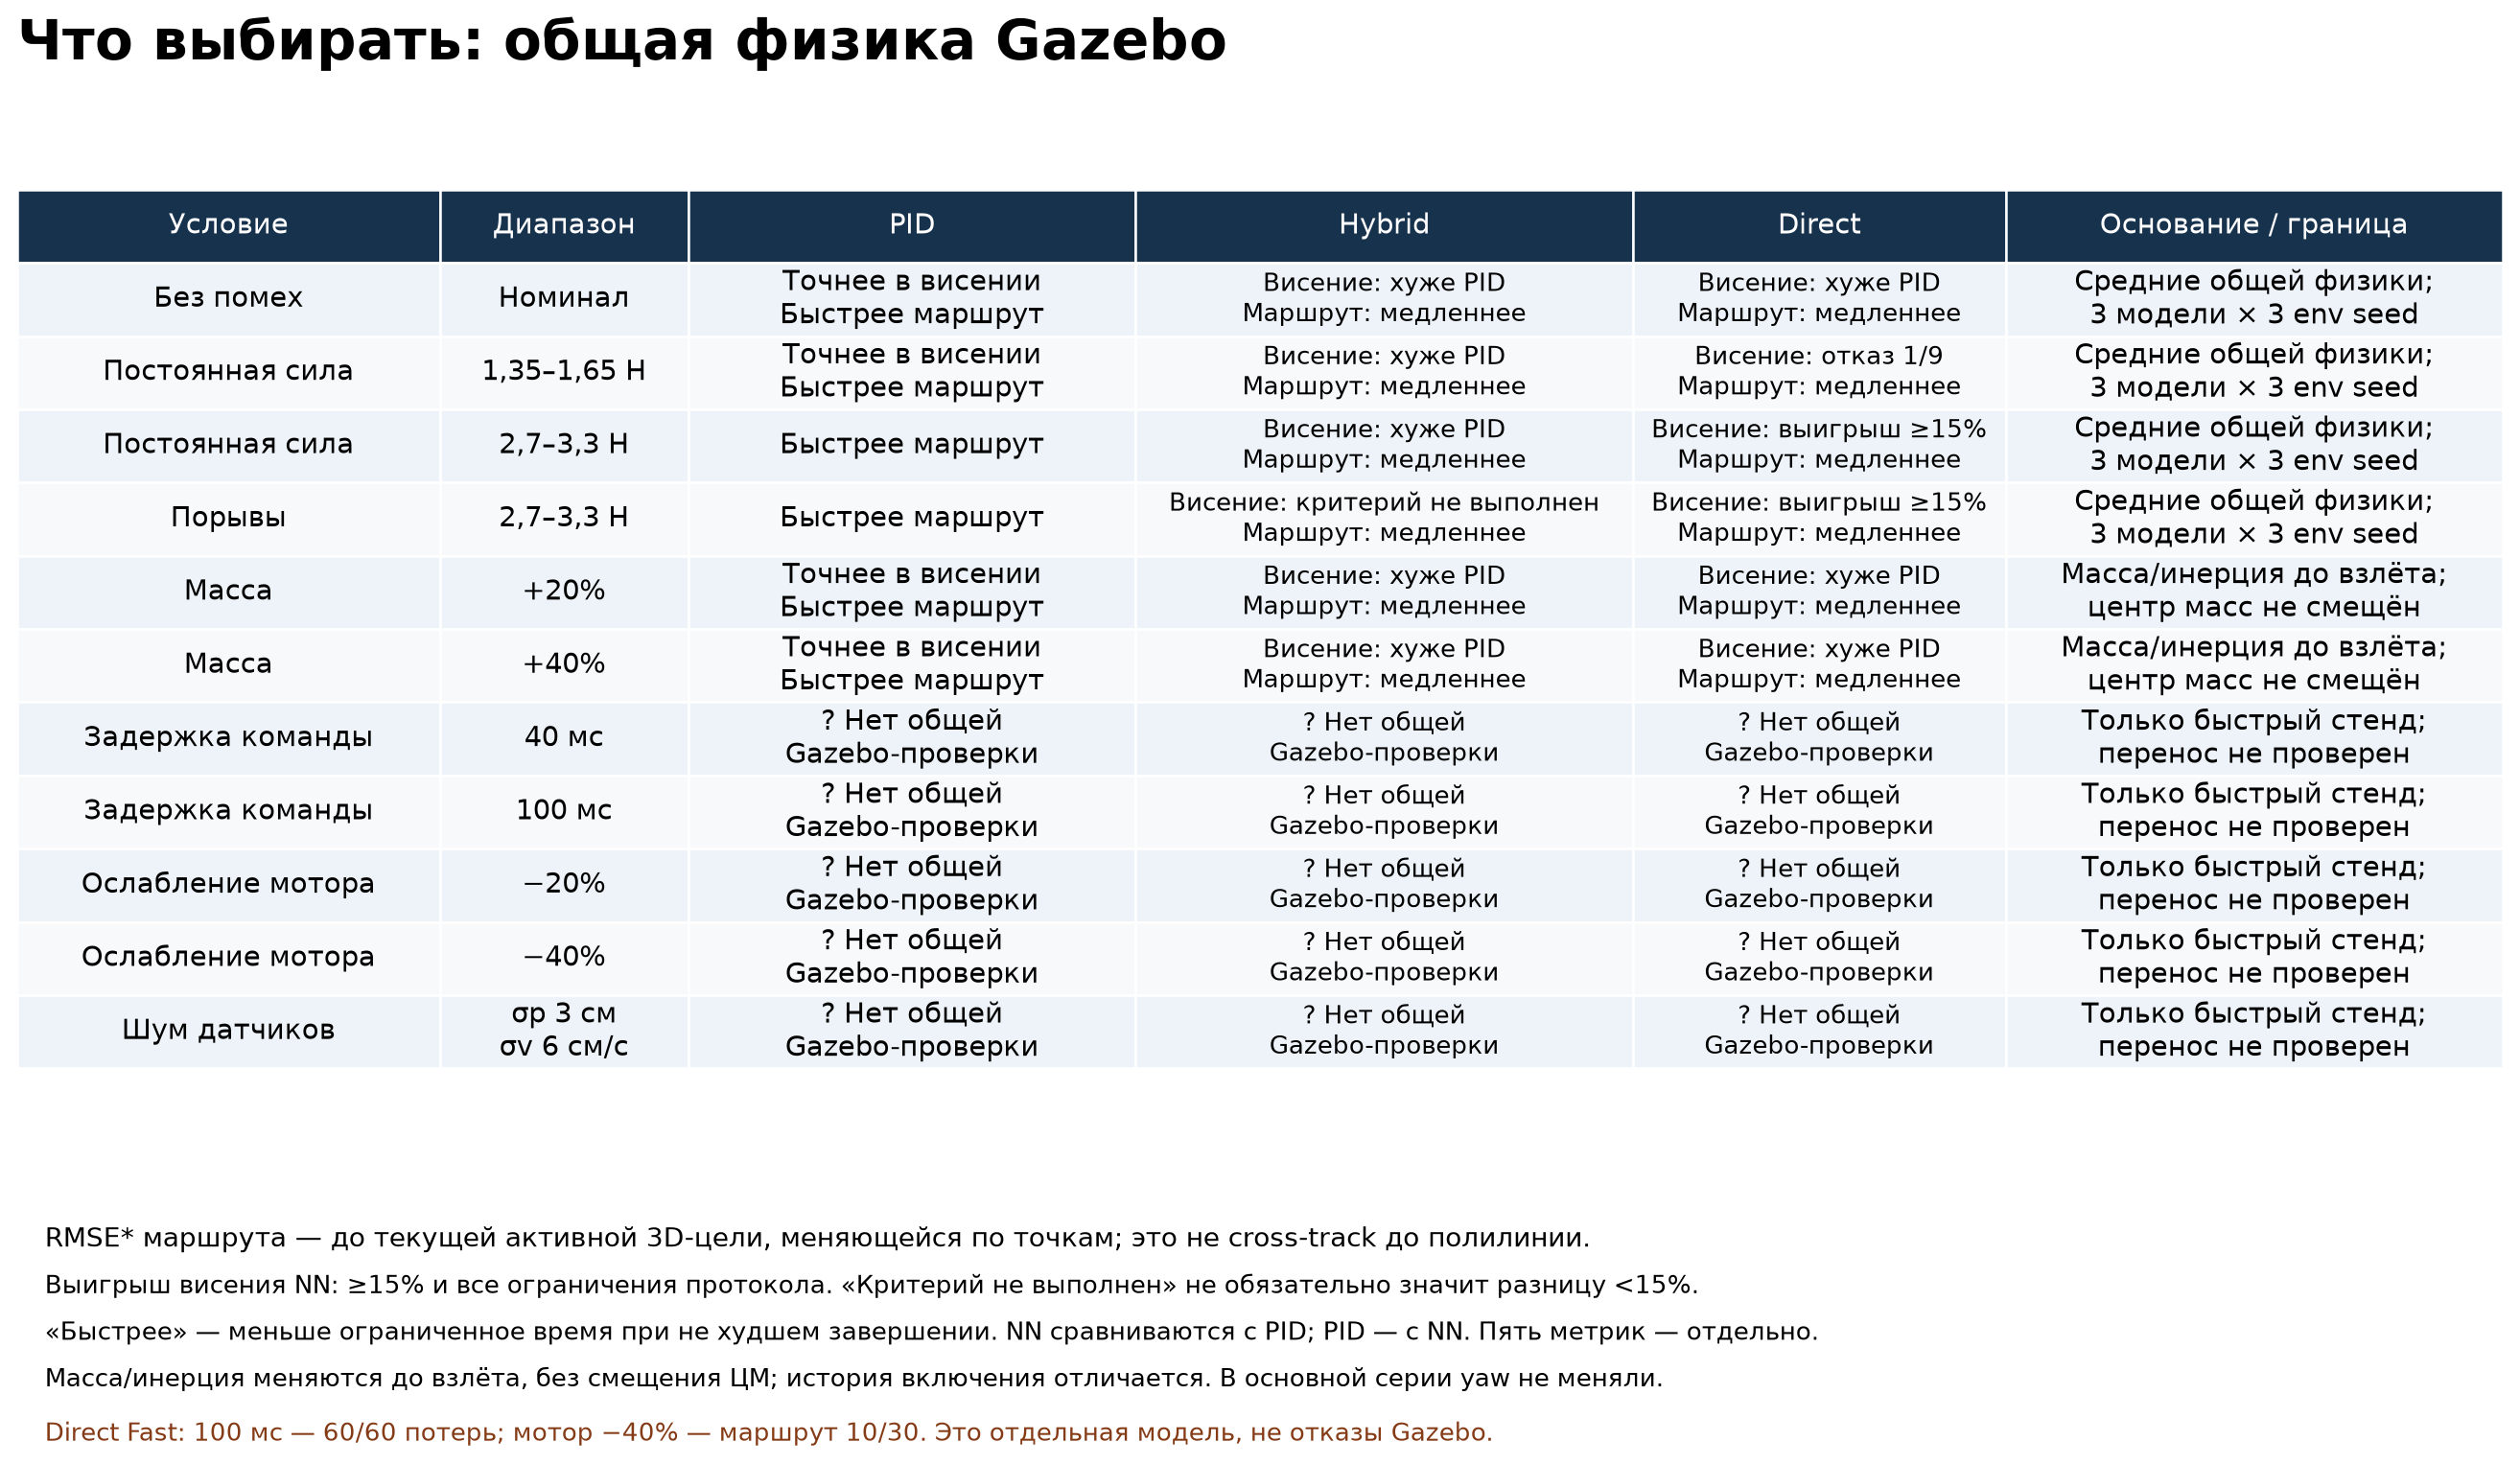 Что выбирать: общая физика Gazebo
Условие
Диапазон
PID
Hybrid
Direct
Основание / граница
Без помех
Номинал
Точнее в висении
Быстрее маршрут
Висение: хуже PID
Маршрут: медленнее
Висение: хуже PID
Маршрут: медленнее
Средние общей физики;
3 модели × 3 env seed
Постоянная сила
1,35–1,65 Н
Точнее в висении
Быстрее маршрут
Висение: хуже PID
Маршрут: медленнее
Висение: отказ 1/9
Маршрут: медленнее
Средние общей физики;
3 модели × 3 env seed
Постоянная сила
2,7–3,3 Н
Быстрее маршрут
Висение: хуже PID
Маршрут: медленнее
Висение: выигрыш ≥15%
Маршрут: медленнее
Средние общей физики;
3 модели × 3 env seed
Порывы
2,7–3,3 Н
Быстрее маршрут
Висение: критерий не выполнен
Маршрут: медленнее
Висение: выигрыш ≥15%
Маршрут: медленнее
Средние общей физики;
3 модели × 3 env seed
Масса
+20%
Точнее в висении
Быстрее маршрут
Висение: хуже PID
Маршрут: медленнее
Висение: хуже PID
Маршрут: медленнее
Масса/инерция до взлёта;
центр масс не смещён
Масса
+40%
Точнее в висении
Быстрее маршрут
Висение: хуже PID
Маршрут: медленнее
Висение: хуже PID
Маршрут: медленнее
Масса/инерция до взлёта;
центр масс не смещён
Задержка команды
40 мс
? Нет общей
Gazebo-проверки
? Нет общей
Gazebo-проверки
? Нет общей
Gazebo-проверки
Только быстрый стенд;
перенос не проверен
Задержка команды
100 мс
? Нет общей
Gazebo-проверки
? Нет общей
Gazebo-проверки
? Нет общей
Gazebo-проверки
Только быстрый стенд;
перенос не проверен
Ослабление мотора
−20%
? Нет общей
Gazebo-проверки
? Нет общей
Gazebo-проверки
? Нет общей
Gazebo-проверки
Только быстрый стенд;
перенос не проверен
Ослабление мотора
−40%
? Нет общей
Gazebo-проверки
? Нет общей
Gazebo-проверки
? Нет общей
Gazebo-проверки
Только быстрый стенд;
перенос не проверен
Шум датчиков
σp 3 см
σv 6 см/с
? Нет общей
Gazebo-проверки
? Нет общей
Gazebo-проверки
? Нет общей
Gazebo-проверки
Только быстрый стенд;
перенос не проверен
RMSE* маршрута — до текущей активной 3D-цели, меняющейся по точкам; это не cross-track до полилинии.
Выигрыш висения NN: ≥15% и все ограничения протокола. «Критерий не выполнен» не обязательно значит разницу <15%.
«Быстрее» — меньше ограниченное время при не худшем завершении. NN сравниваются с PID; PID — с NN. Пять метрик — отдельно.
Масса/инерция меняются до взлёта, без смещения ЦМ; история включения отличается. В основной серии yaw не меняли.
Direct Fast: 100 мс — 60/60 потерь; мотор −40% — маршрут 10/30. Это отдельная модель, не отказы Gazebo.